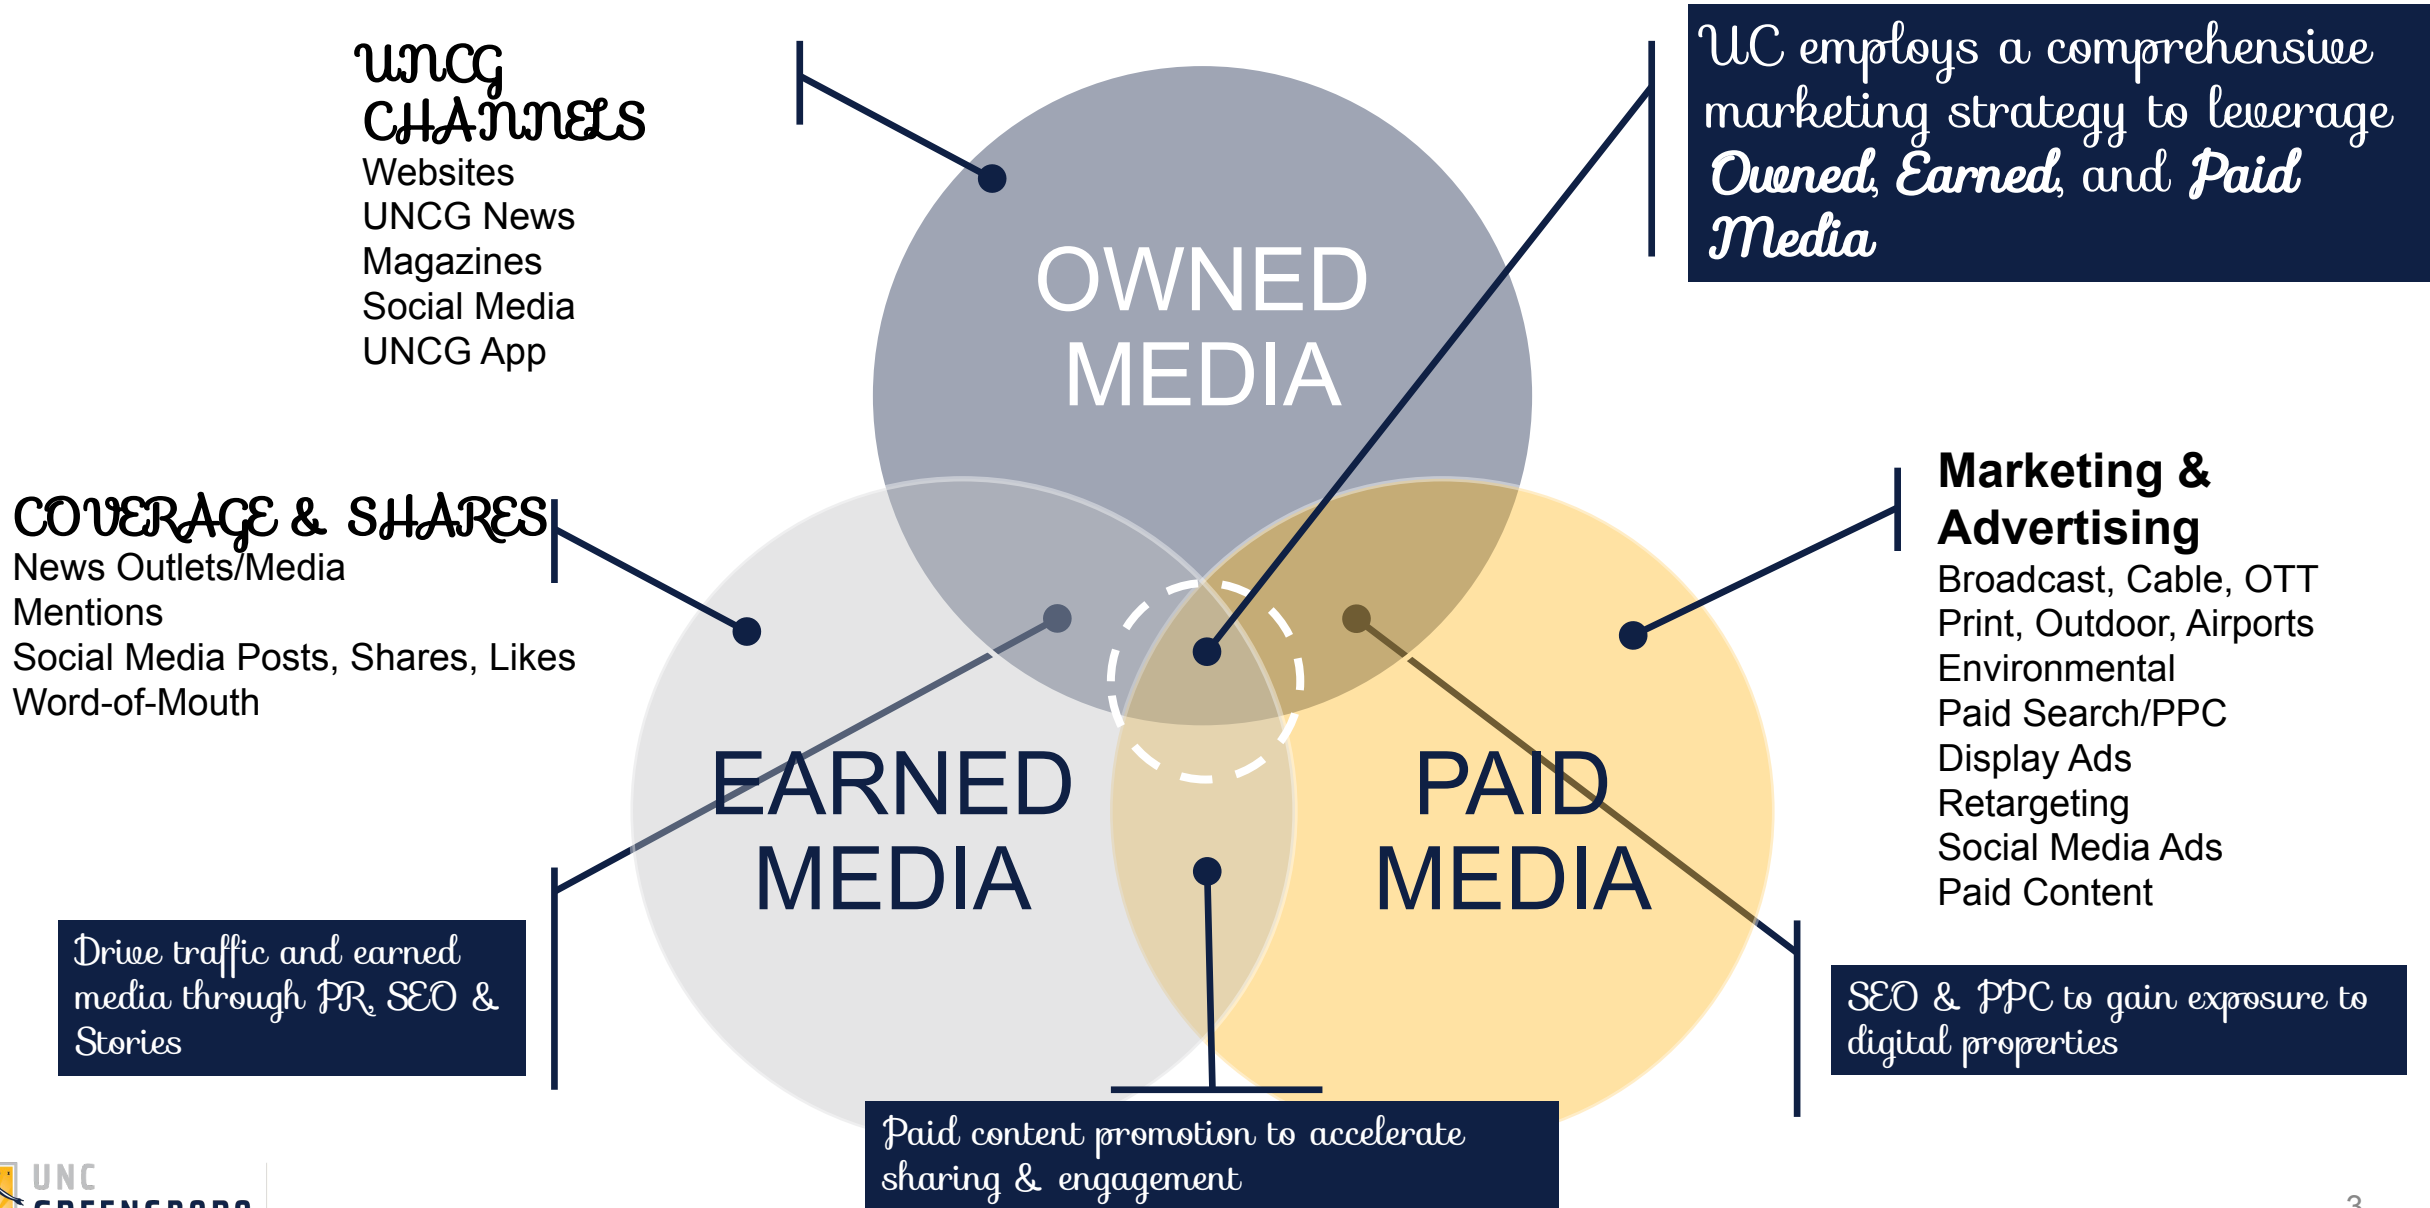 UNCG
CHANNELS
Websites
UNCG News
Magazines
Social Media
UNCG App
UC employs a comprehensive
marketing strategy to leverage
Owned, Earned, and Paid
Media
OWNED
MEDIA
COVERAGE & SHARES
News Outlets/Media
Mentions
Social Media Posts, Shares, Likes
Word-of-Mouth
Marketing &
Advertising
Broadcast, Cable, OTT
Print, Outdoor, Airports
Environmental
Paid Search/PPC
Display Ads
Retargeting
Social Media Ads
Paid Content
EARNED
MEDIA
PAID
MEDIA
Drive traffic and earned
media through PR, SEO &
Stories
SEO & PPC to gain exposure to
digital properties
Paid content promotion to accelerate
sharing & engagement
UNC
GREENSBORO
3